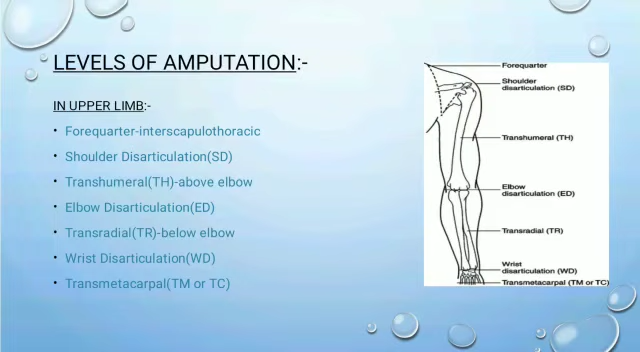 LEVELS OF AMPUTATION:-
IN UPPER LIMB:-
• Forequarter-interscapulothoracic
• Shoulder Disarticulation(SD)
• Transhumeral(TH)-above elbow
• Elbow Disarticulation(ED)
• Transradial(TR)-below elbow
• Wrist Disarticulation(WD)
• Transmetacarpal(TM or TC)
Forequarter
Shoulder
disarticulation (SD)
Transhumeral (TH)
Elbow
disarticulation (ED)
Transradial (TR)
Wrist
disarticulation (WD)
Transmetacarpal (TM or TC)